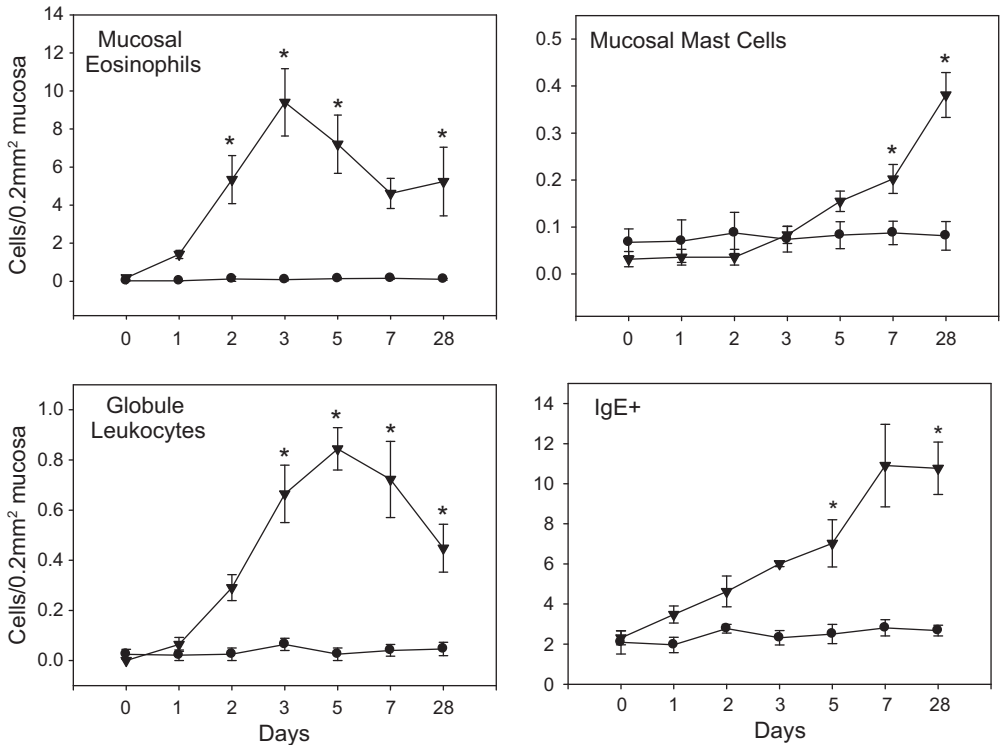 Mucosal
Eosinophils
Cells/0.2mm² mucosa
14
12
10
8
6
4
2
0
* * * *
0 1 2 3 5 7 28
Mucosal Mast Cells
0.5
0.4
0.3
0.2
0.1
0.0
* *
0 1 2 3 5 7 28
Globule
Leukocytes
Cells/0.2mm² mucosa
1.0
0.8
0.6
0.4
0.2
0.0
* * * *
0 1 2 3 5 7 28
Days
IgE+
14
12
10
8
6
4
2
0
* *
0 1 2 3 5 7 28
Days